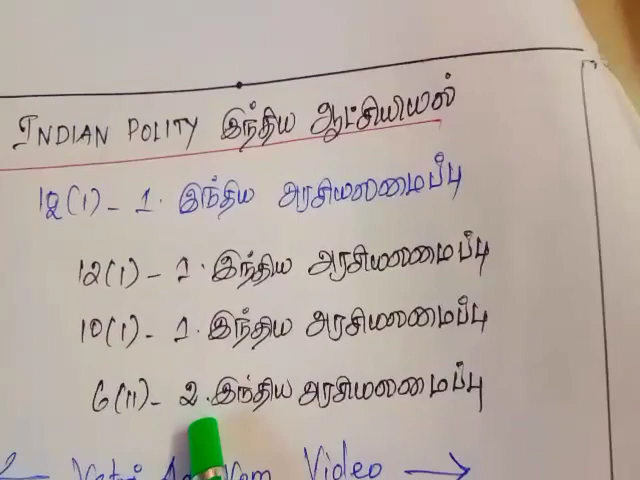 INDIAN POLITY இந்திய ஆட்சியியல்
12(1) - 1. இந்திய அரசியலமைப்பு
12(1) - 1. இந்திய அரசியலமைப்பு
10(1) - 1. இந்திய அரசியலமைப்பு
6(11) - 2. இந்திய அரசியலமைப்பு
Video →